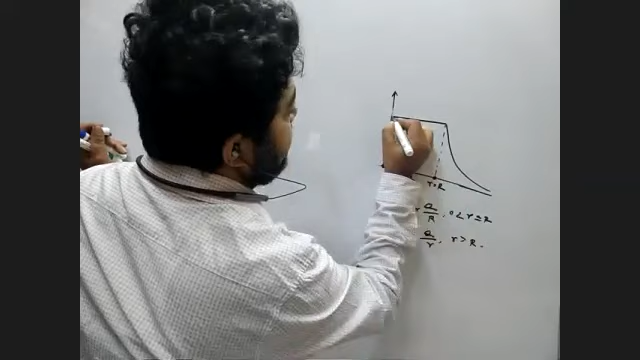 r = R
Q/R, 0 < r ≤ R
Q/r, r > R.